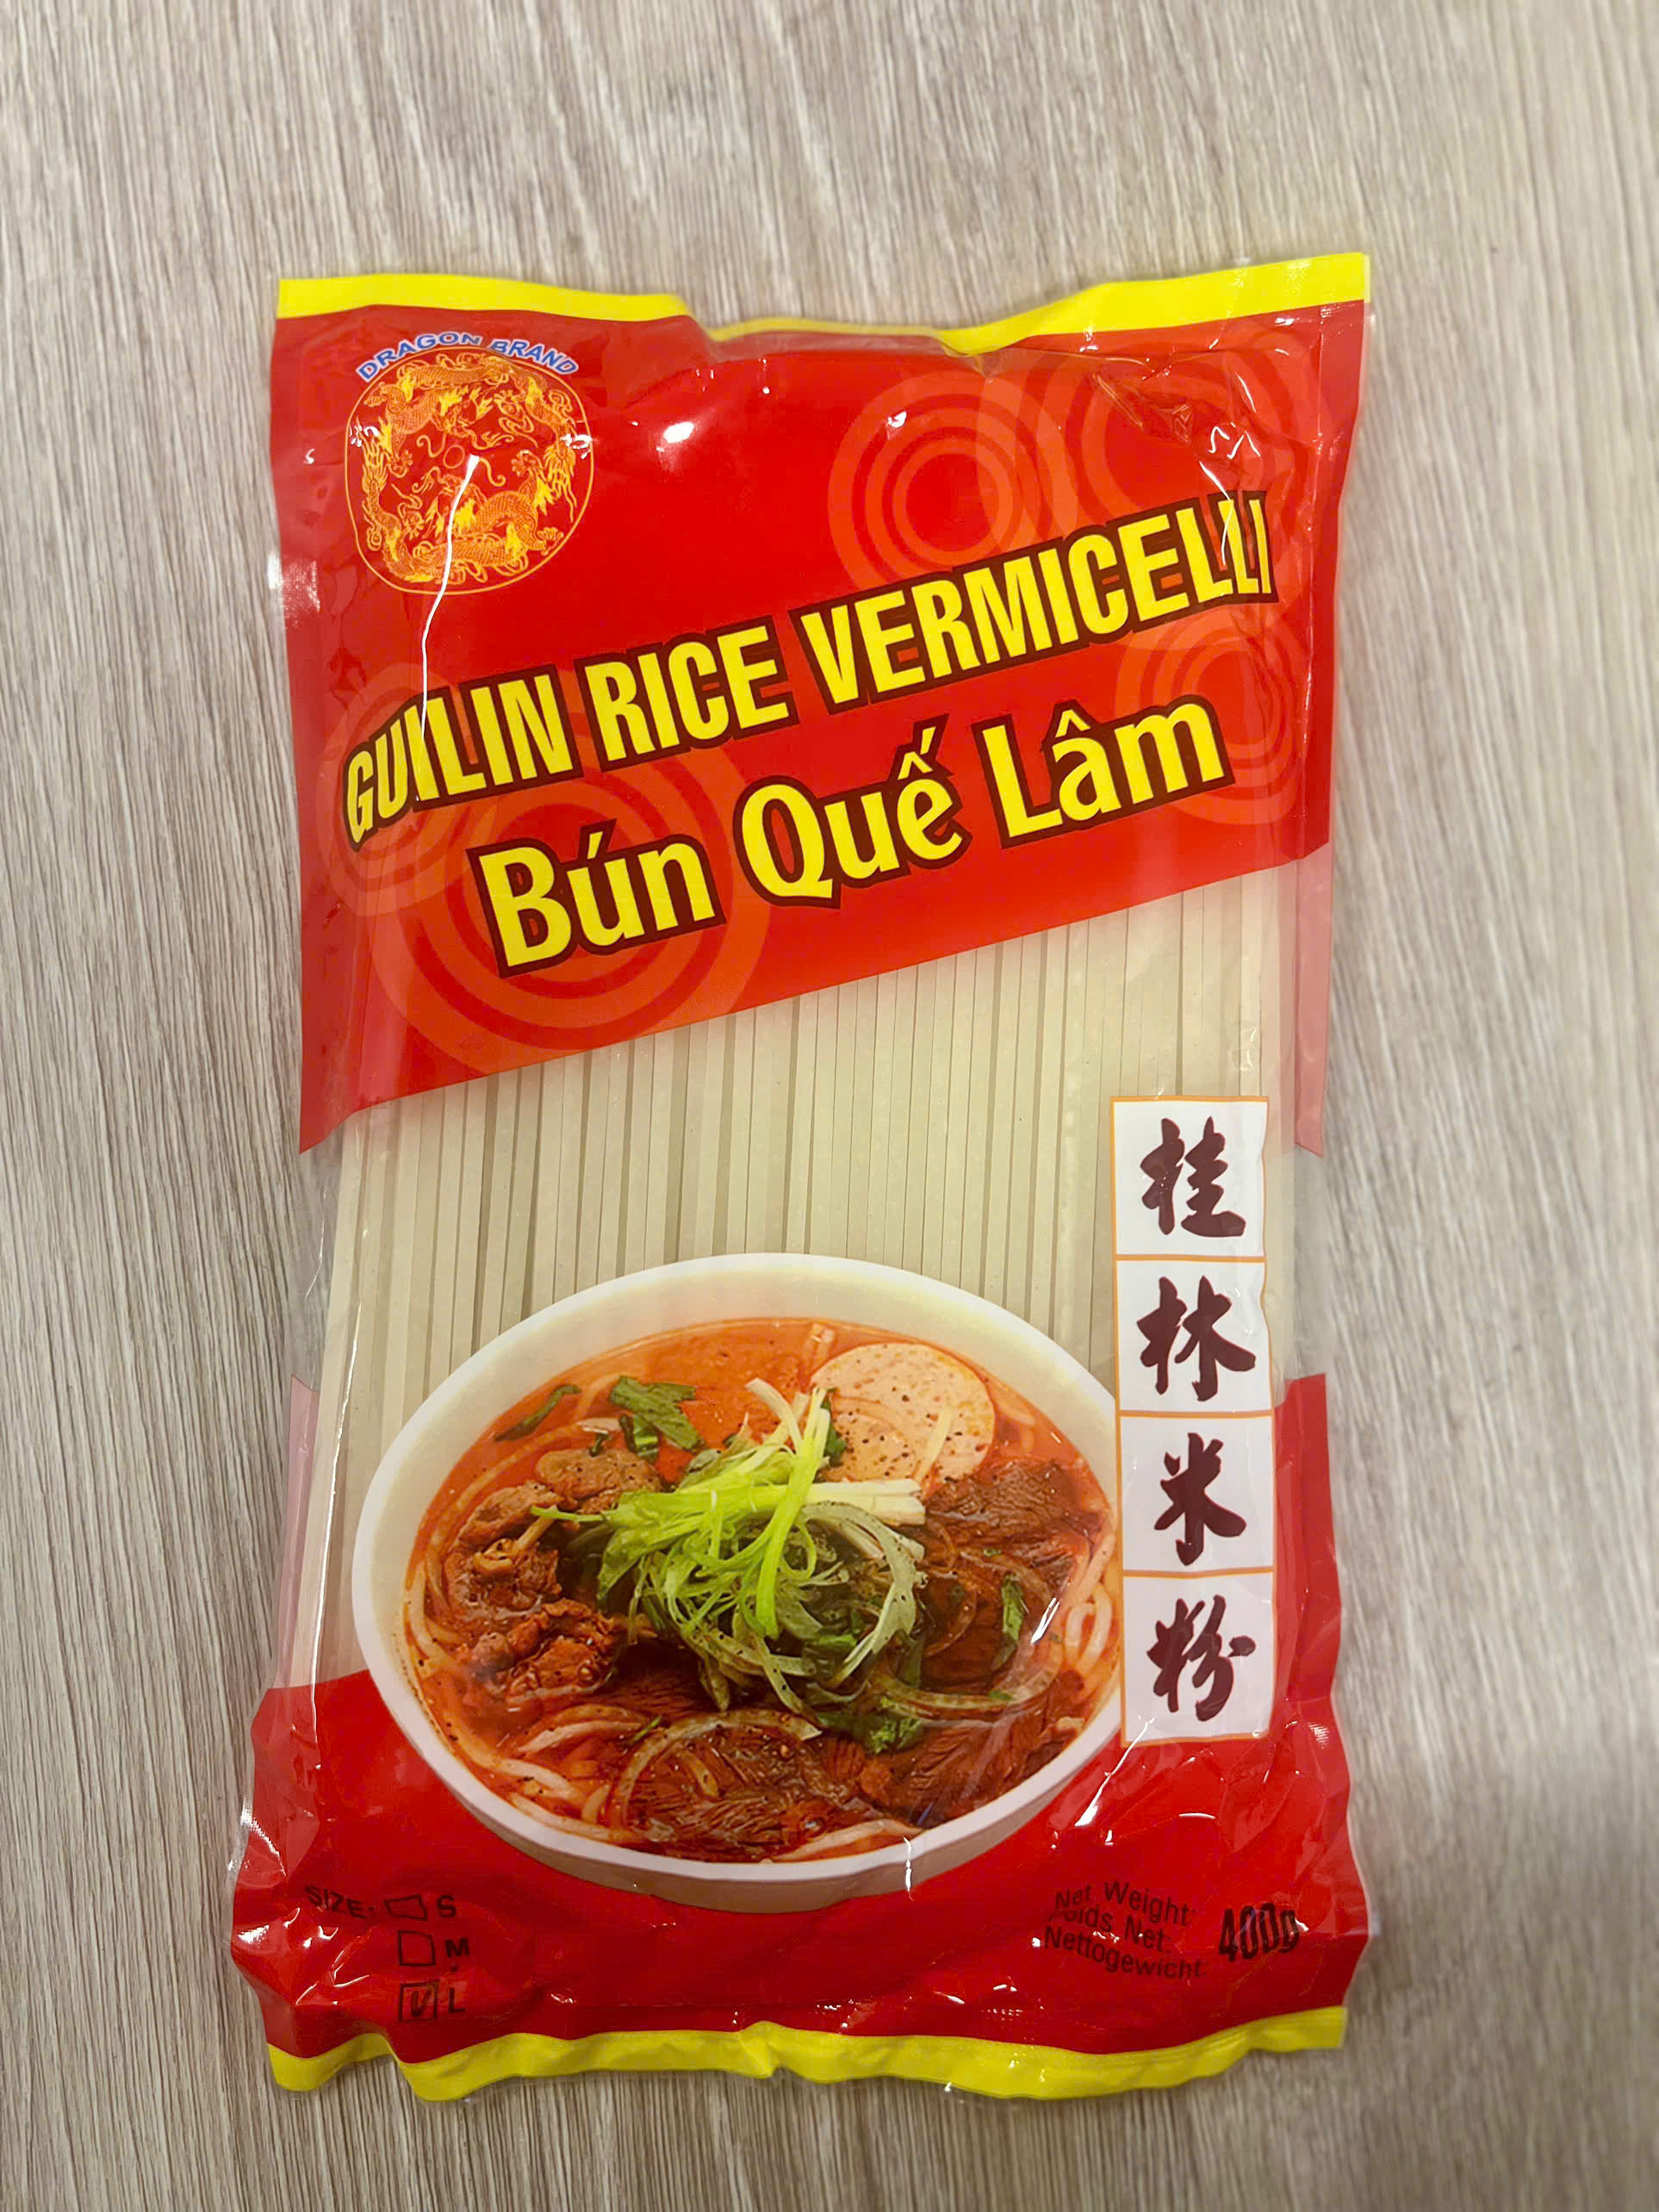 DRAGON BRAND
GUILIN RICE VERMICELLI
Bún Quế Lâm
桂
林
米
粉
SIZE: S
M
L
Net Weight:
Poids Net:
Nettogewicht:
400g